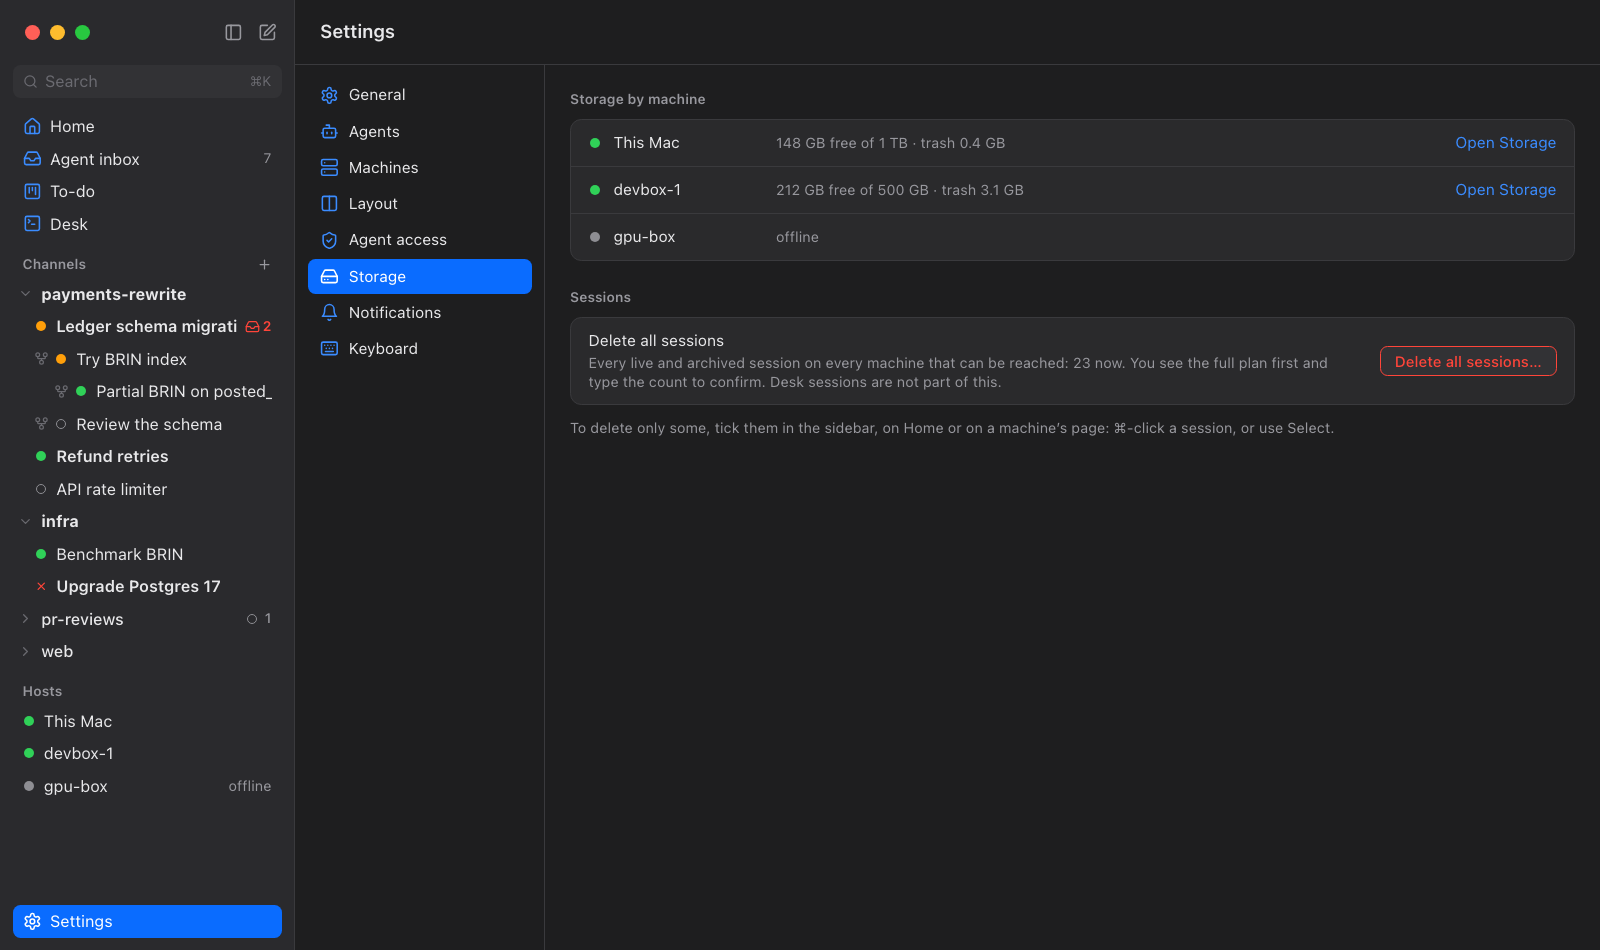 Settings
Search ⌘K
Home
Agent inbox 7
To-do
Desk
Channels
payments-rewrite
Ledger schema migrati 2
Try BRIN index
Partial BRIN on posted_
Review the schema
Refund retries
API rate limiter
infra
Benchmark BRIN
Upgrade Postgres 17
pr-reviews 1
web
Hosts
This Mac
devbox-1
gpu-box offline
Settings
General
Agents
Machines
Layout
Agent access
Storage
Notifications
Keyboard
Storage by machine
This Mac 148 GB free of 1 TB · trash 0.4 GB Open Storage
devbox-1 212 GB free of 500 GB · trash 3.1 GB Open Storage
gpu-box offline
Sessions
Delete all sessions
Every live and archived session on every machine that can be reached: 23 now. You see the full plan first and
type the count to confirm. Desk sessions are not part of this.
Delete all sessions…
To delete only some, tick them in the sidebar, on Home or on a machine’s page: ⌘-click a session, or use Select.